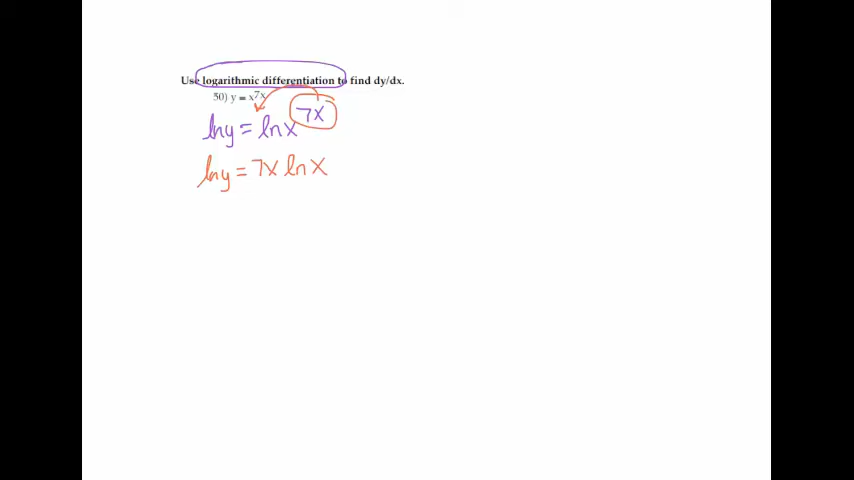 Use logarithmic differentiation to find dy/dx.
50) y = x^7x
ln y = ln x^7x
ln y = 7x ln x